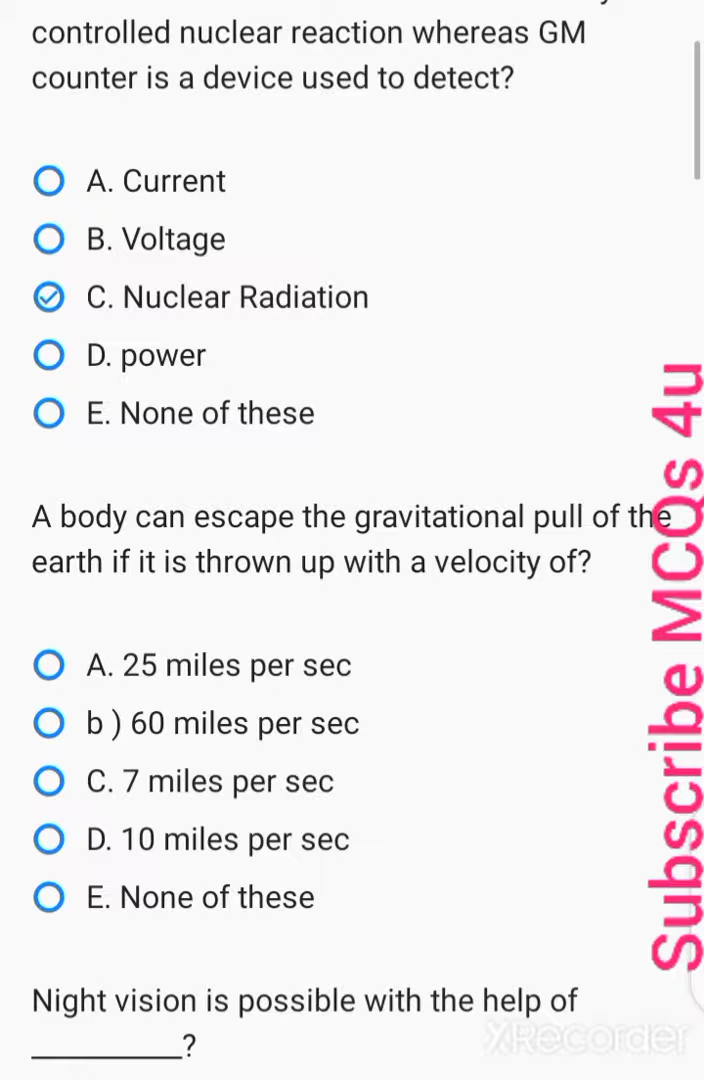 controlled nuclear reaction whereas GM
counter is a device used to detect?
A. Current
B. Voltage
C. Nuclear Radiation
D. power
E. None of these
A body can escape the gravitational pull of the
earth if it is thrown up with a velocity of?
A. 25 miles per sec
b ) 60 miles per sec
C. 7 miles per sec
D. 10 miles per sec
E. None of these
Night vision is possible with the help of
__________?
Subscribe MCQs 4u
XRecorder